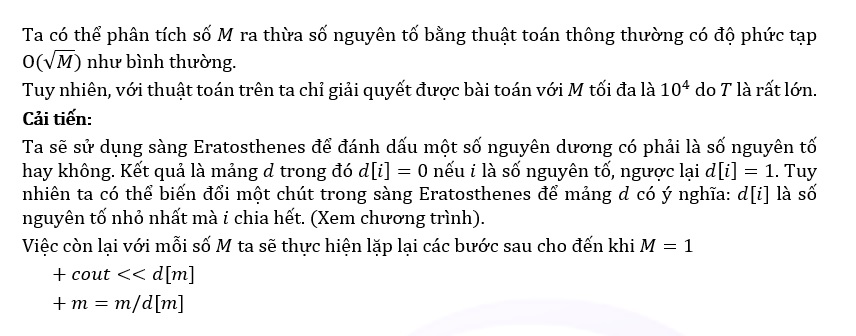 Ta có thể phân tích số M ra thừa số nguyên tố bằng thuật toán thông thường có độ phức tạp
O(√M) như bình thường.
Tuy nhiên, với thuật toán trên ta chỉ giải quyết được bài toán với M tối đa là 10⁴ do T là rất lớn.
Cải tiến:
Ta sẽ sử dụng sàng Eratosthenes để đánh dấu một số nguyên dương có phải là số nguyên tố
hay không. Kết quả là mảng d trong đó d[i] = 0 nếu i là số nguyên tố, ngược lại d[i] = 1. Tuy
nhiên ta có thể biến đổi một chút trong sàng Eratosthenes để mảng d có ý nghĩa: d[i] là số
nguyên tố nhỏ nhất mà i chia hết. (Xem chương trình).
Việc còn lại với mỗi số M ta sẽ thực hiện lặp lại các bước sau cho đến khi M = 1
+ cout << d[m]
+ m = m/d[m]